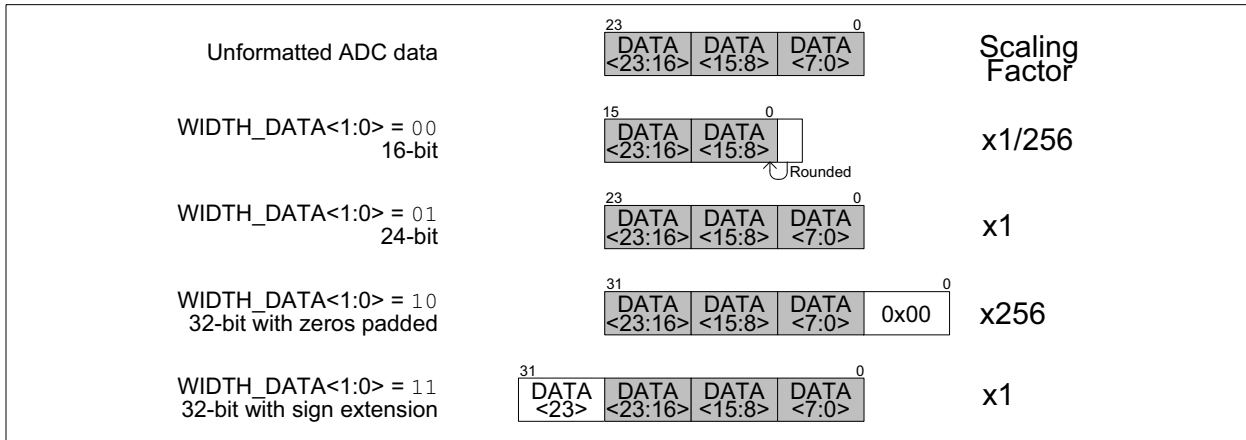 23 0
Unformatted ADC data
DATA DATA DATA
<23:16> <15:8> <7:0>
Scaling
Factor
15 0
WIDTH_DATA<1:0> = 00
16-bit
DATA DATA
<23:16> <15:8>
Rounded
x1/256
23 0
WIDTH_DATA<1:0> = 01
24-bit
DATA DATA DATA
<23:16> <15:8> <7:0>
x1
31 0
WIDTH_DATA<1:0> = 10
32-bit with zeros padded
DATA DATA DATA
<23:16> <15:8> <7:0>
0x00
x256
31 0
WIDTH_DATA<1:0> = 11
32-bit with sign extension
DATA DATA DATA DATA
<23> <23:16> <15:8> <7:0>
x1